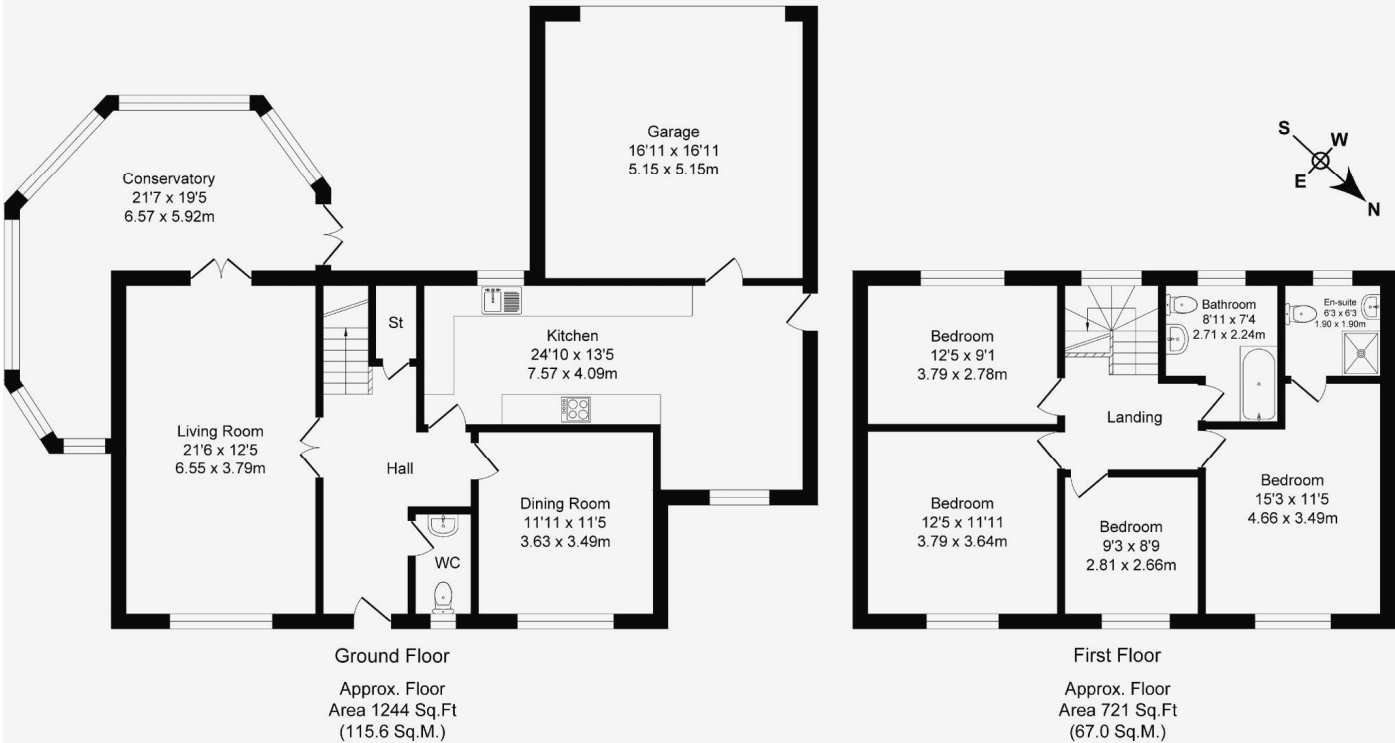 Garage
16'11 x 16'11
5.15 x 5.15m
Conservatory
21'7 x 19'5
6.57 x 5.92m
St
Kitchen
24'10 x 13'5
7.57 x 4.09m
Living Room
21'6 x 12'5
6.55 x 3.79m
Hall
Dining Room
11'11 x 11'5
3.63 x 3.49m
WC
Ground Floor
Approx. Floor
Area 1244 Sq.Ft
(115.6 Sq.M.)
S
W
E
N
Bedroom
12'5 x 9'1
3.79 x 2.78m
Bathroom
8'11 x 7'4
2.71 x 2.24m
En-suite
6'3 x 6'3
1.90 x 1.90m
Landing
Bedroom
12'5 x 11'11
3.79 x 3.64m
Bedroom
9'3 x 8'9
2.81 x 2.66m
Bedroom
15'3 x 11'5
4.66 x 3.49m
First Floor
Approx. Floor
Area 721 Sq.Ft
(67.0 Sq.M.)